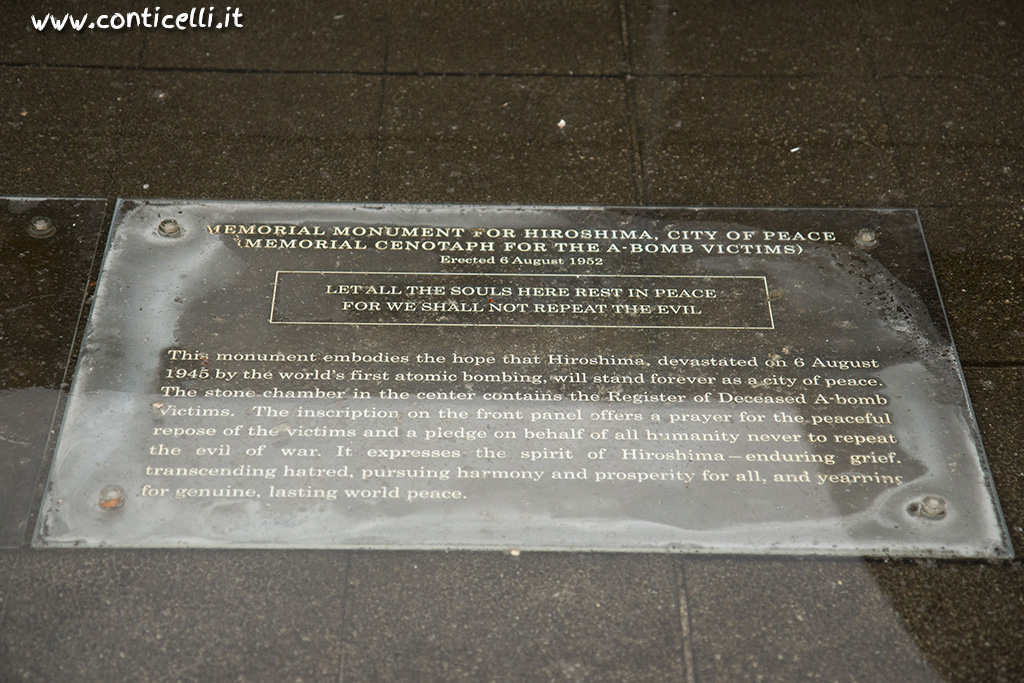 www.conticelli.it
MEMORIAL MONUMENT FOR HIROSHIMA, CITY OF PEACE
(MEMORIAL CENOTAPH FOR THE A-BOMB VICTIMS)
Erected 6 August 1952
LET ALL THE SOULS HERE REST IN PEACE
FOR WE SHALL NOT REPEAT THE EVIL
This monument embodies the hope that Hiroshima, devastated on 6 August
1945 by the world's first atomic bombing, will stand forever as a city of peace.
The stone chamber in the center contains the Register of Deceased A-bomb
Victims. The inscription on the front panel offers a prayer for the peaceful
repose of the victims and a pledge on behalf of all humanity never to repeat
the evil of war. It expresses the spirit of Hiroshima — enduring grief,
transcending hatred, pursuing harmony and prosperity for all, and yearning
for genuine, lasting world peace.